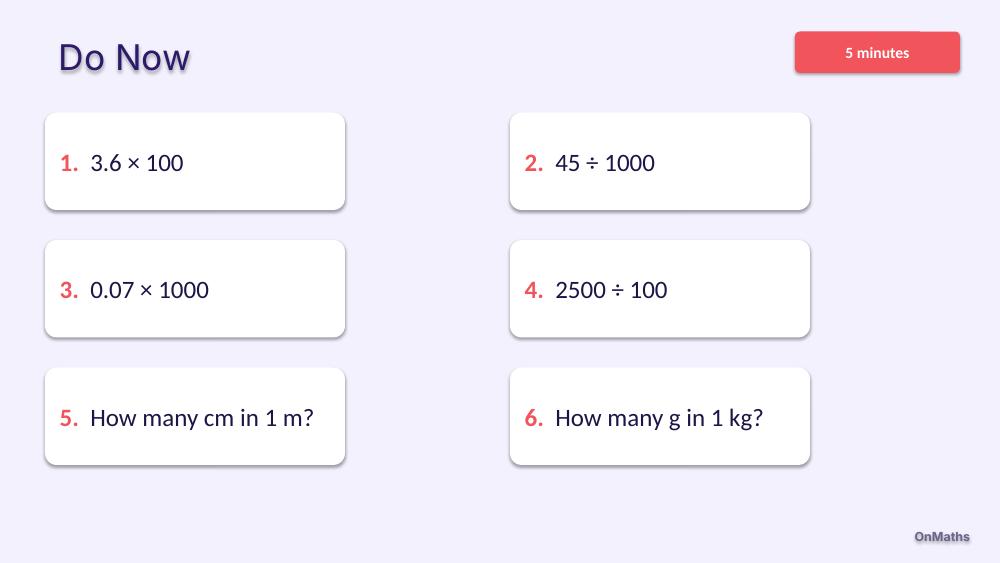 Do Now
5 minutes
1. 3.6 × 100
2. 45 ÷ 1000
3. 0.07 × 1000
4. 2500 ÷ 100
5. How many cm in 1 m?
6. How many g in 1 kg?
OnMaths